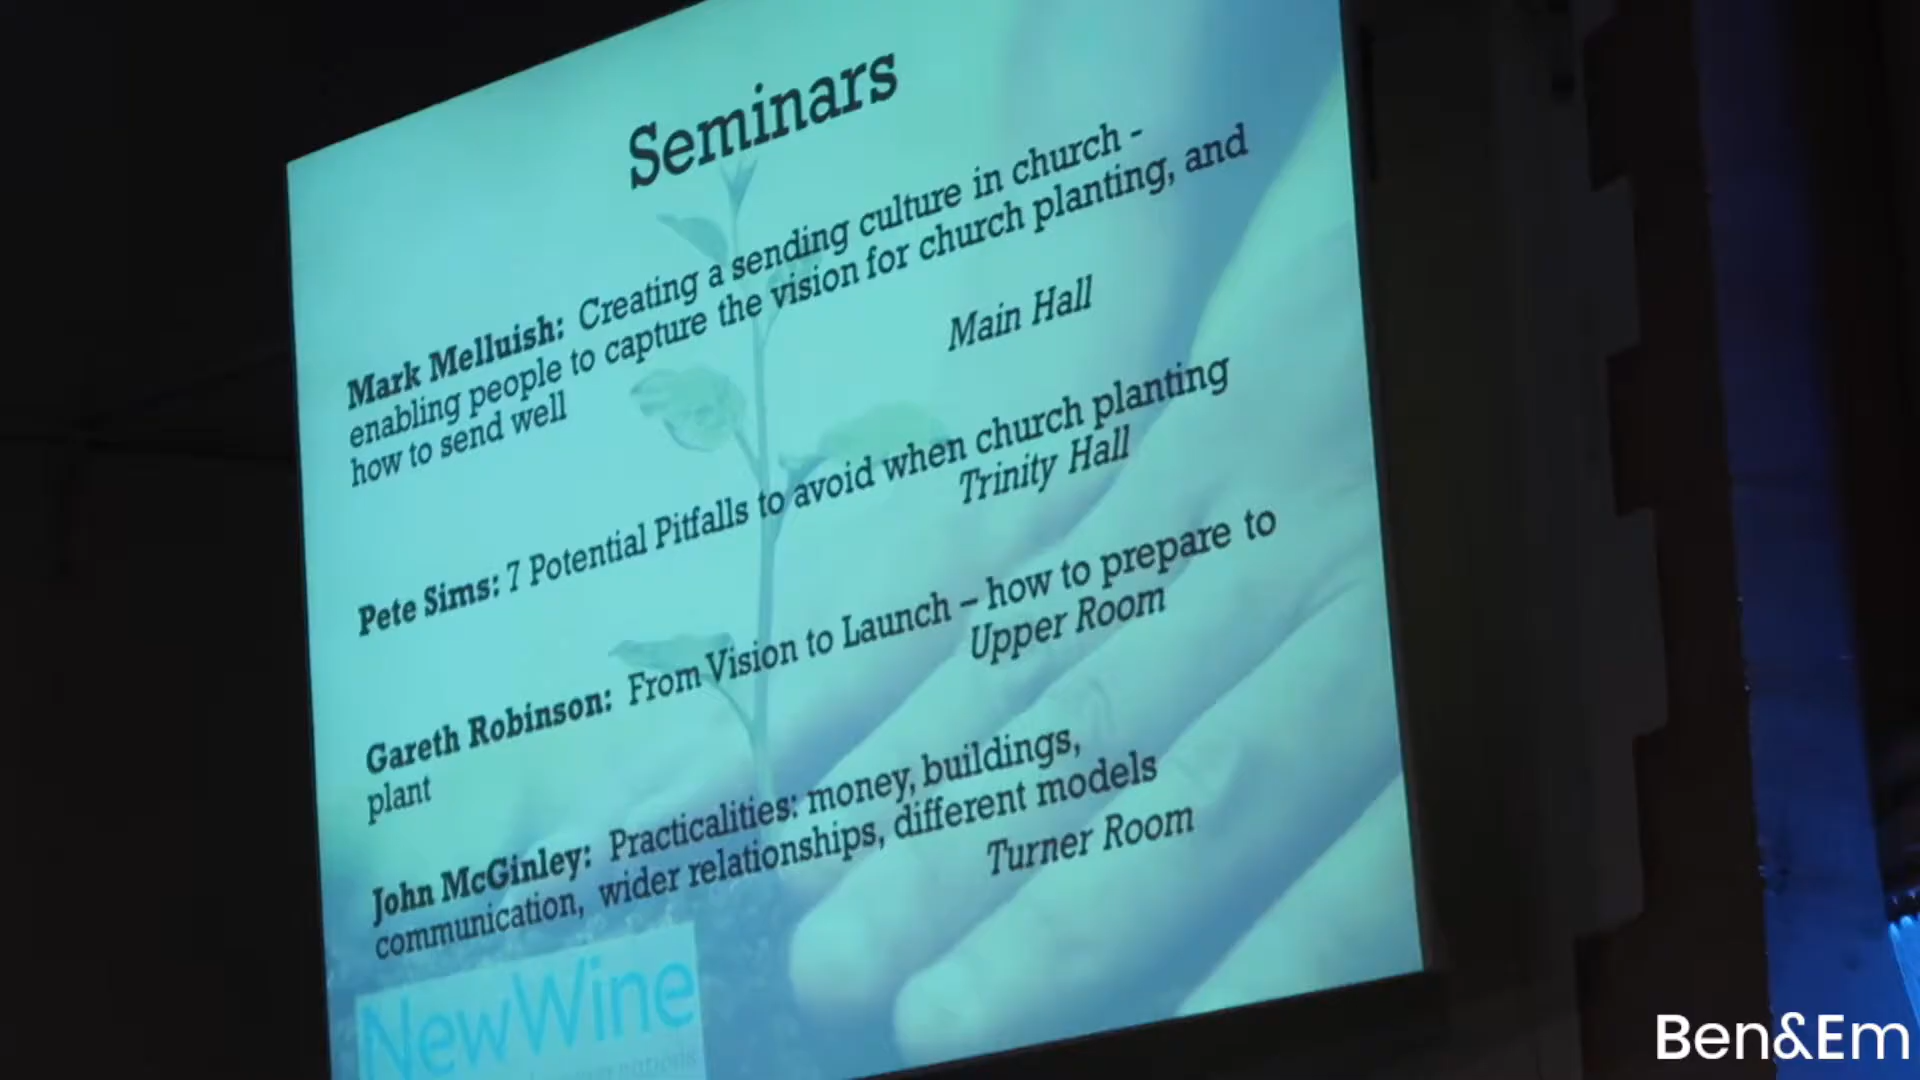 Seminars
Mark Melluish: Creating a sending culture in church -
enabling people to capture the vision for church planting, and
how to send well
Main Hall
Pete Sims: 7 Potential Pitfalls to avoid when church planting
Trinity Hall
Gareth Robinson: From Vision to Launch – how to prepare to
plant
Upper Room
John McGinley: Practicalities: money, buildings,
communication, wider relationships, different models
Turner Room
NewWine
Ben&Em